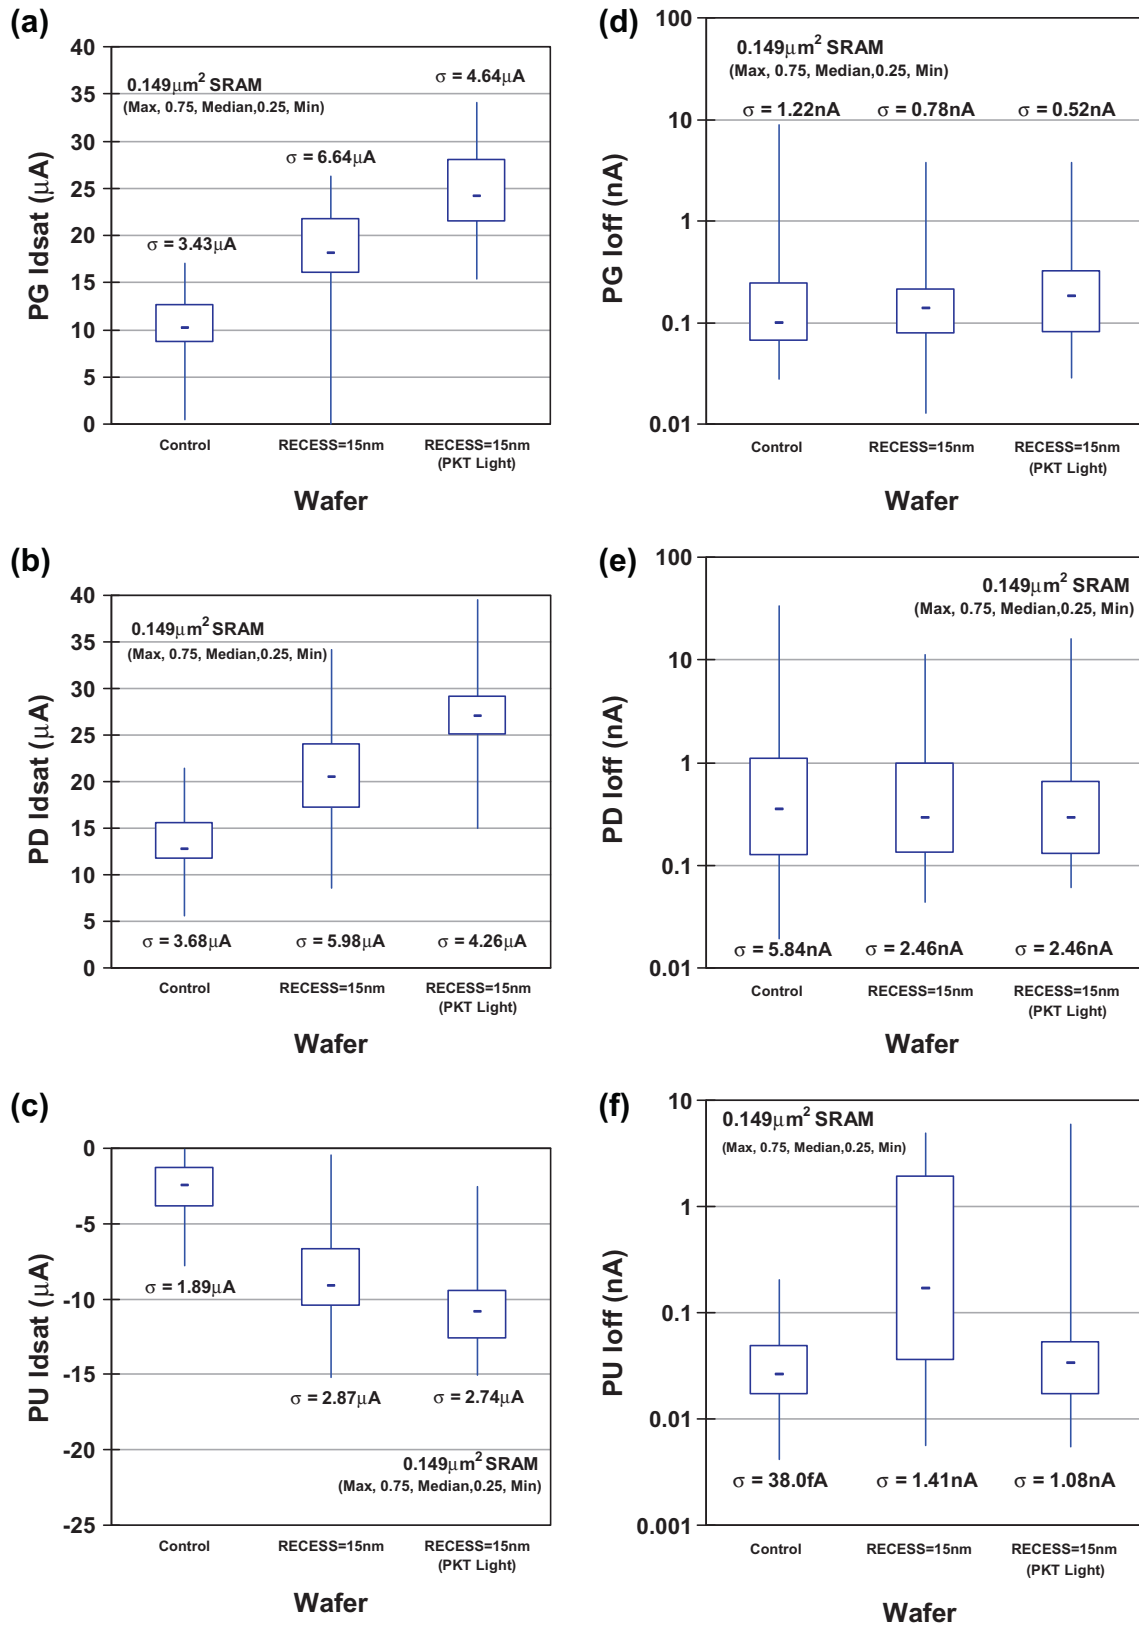 (a)
40
35
30
25
20
15
10
5
0
PG Idsat (μA)
0.149μm² SRAM
(Max, 0.75, Median,0.25, Min)
σ = 3.43μA
σ = 6.64μA
σ = 4.64μA
Control
RECESS=15nm
RECESS=15nm
(PKT Light)
Wafer
(d)
100
10
1
0.1
0.01
PG Ioff (nA)
0.149μm² SRAM
(Max, 0.75, Median,0.25, Min)
σ = 1.22nA
σ = 0.78nA
σ = 0.52nA
Control
RECESS=15nm
RECESS=15nm
(PKT Light)
Wafer
(b)
40
35
30
25
20
15
10
5
0
PD Idsat (μA)
0.149μm² SRAM
(Max, 0.75, Median,0.25, Min)
σ = 3.68μA
σ = 5.98μA
σ = 4.26μA
Control
RECESS=15nm
RECESS=15nm
(PKT Light)
Wafer
(e)
100
10
1
0.1
0.01
PD Ioff (nA)
0.149μm² SRAM
(Max, 0.75, Median,0.25, Min)
σ = 5.84nA
σ = 2.46nA
σ = 2.46nA
Control
RECESS=15nm
RECESS=15nm
(PKT Light)
Wafer
(c)
0
-5
-10
-15
-20
-25
PU Idsat (μA)
σ = 1.89μA
σ = 2.87μA
σ = 2.74μA
0.149μm² SRAM
(Max, 0.75, Median,0.25, Min)
Control
RECESS=15nm
RECESS=15nm
(PKT Light)
Wafer
(f)
10
1
0.1
0.01
0.001
PU Ioff (nA)
0.149μm² SRAM
(Max, 0.75, Median,0.25, Min)
σ = 38.0fA
σ = 1.41nA
σ = 1.08nA
Control
RECESS=15nm
RECESS=15nm
(PKT Light)
Wafer